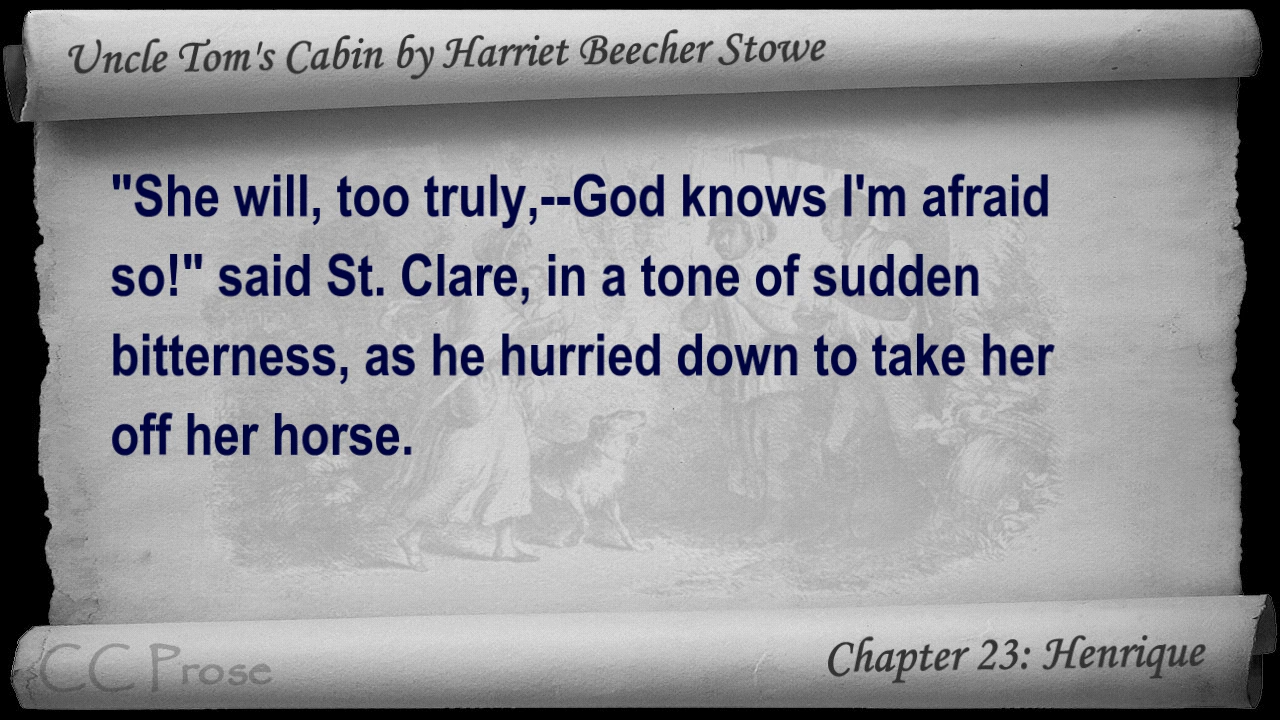 Uncle Tom's Cabin by Harriet Beecher Stowe
"She will, too truly,--God knows I'm afraid
so!" said St. Clare, in a tone of sudden
bitterness, as he hurried down to take her
off her horse.
CC Prose
Chapter 23: Henrique